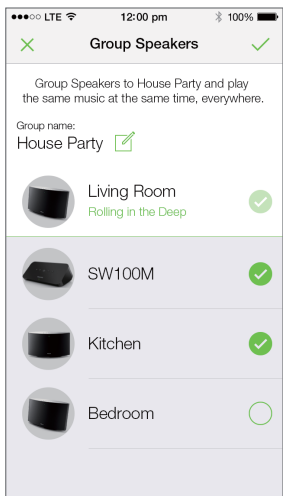 LTE 12:00 pm 100%
Group Speakers
Group Speakers to House Party and play
the same music at the same time, everywhere.
Group name:
House Party
Living Room
Rolling in the Deep
SW100M
Kitchen
Bedroom